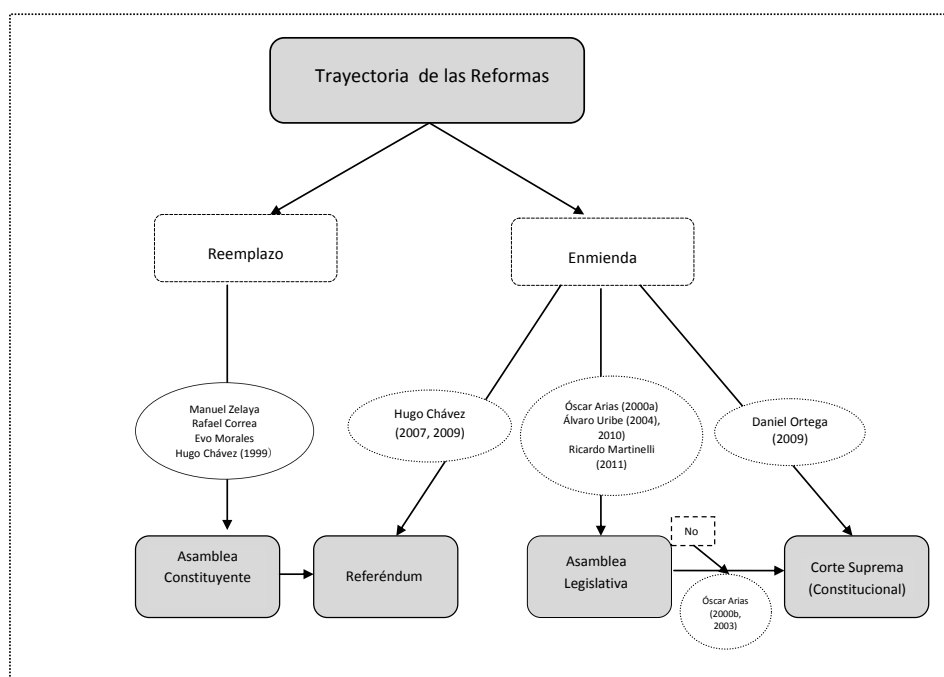 Trayectoria de las Reformas
Reemplazo
Enmienda
Manuel Zelaya
Rafael Correa
Evo Morales
Hugo Chávez (1999)
Hugo Chávez
(2007, 2009)
Óscar Arias (2000a)
Álvaro Uribe (2004),
2010)
Ricardo Martinelli
(2011)
Daniel Ortega
(2009)
Asamblea
Constituyente
Referéndum
Asamblea
Legislativa
No
Óscar Arias
(2000b,
2003)
Corte Suprema
(Constitucional)